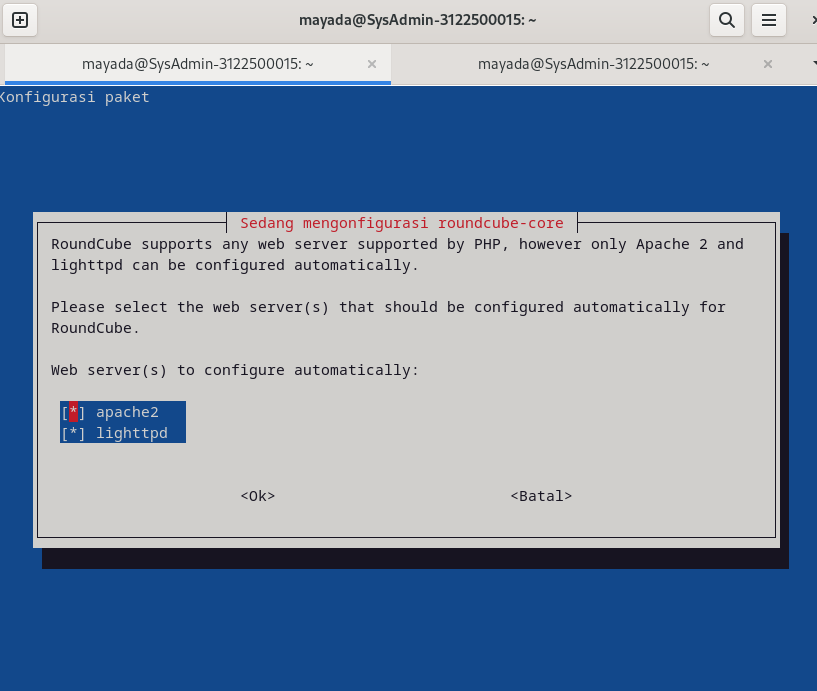 mayada@SysAdmin-3122500015: ~
mayada@SysAdmin-3122500015: ~
mayada@SysAdmin-3122500015: ~
Konfigurasi paket
Sedang mengonfigurasi roundcube-core
RoundCube supports any web server supported by PHP, however only Apache 2 and
lighttpd can be configured automatically.
Please select the web server(s) that should be configured automatically for
RoundCube.
Web server(s) to configure automatically:
[*] apache2
[*] lighttpd
<Ok> <Batal>